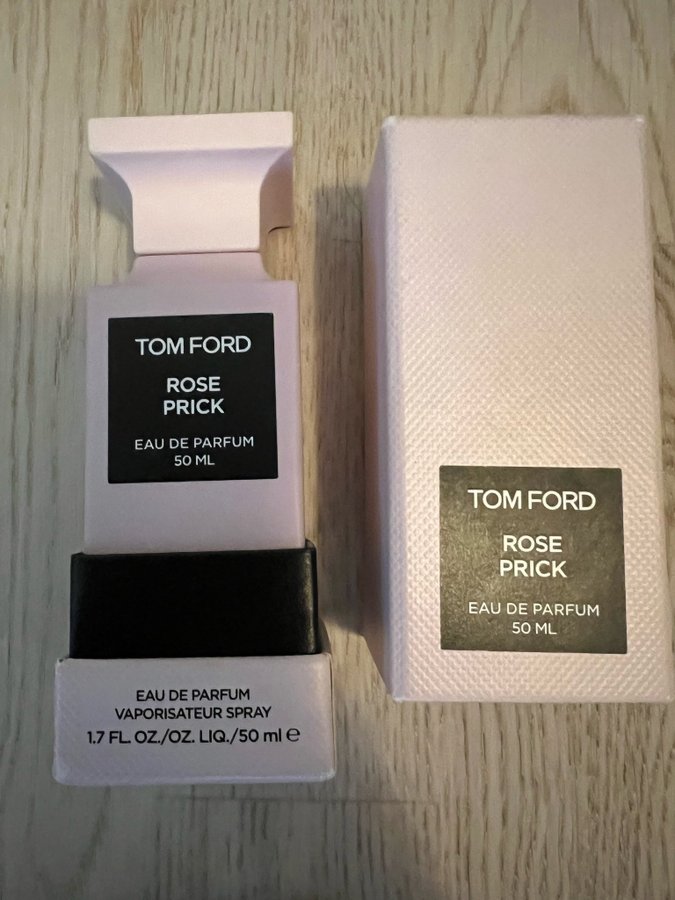 TOM FORD
ROSE
PRICK
EAU DE PARFUM
50 ML
EAU DE PARFUM
VAPORISATEUR SPRAY
1.7 FL. OZ./OZ. LIQ./50 ml ℮
TOM FORD
ROSE
PRICK
EAU DE PARFUM
50 ML